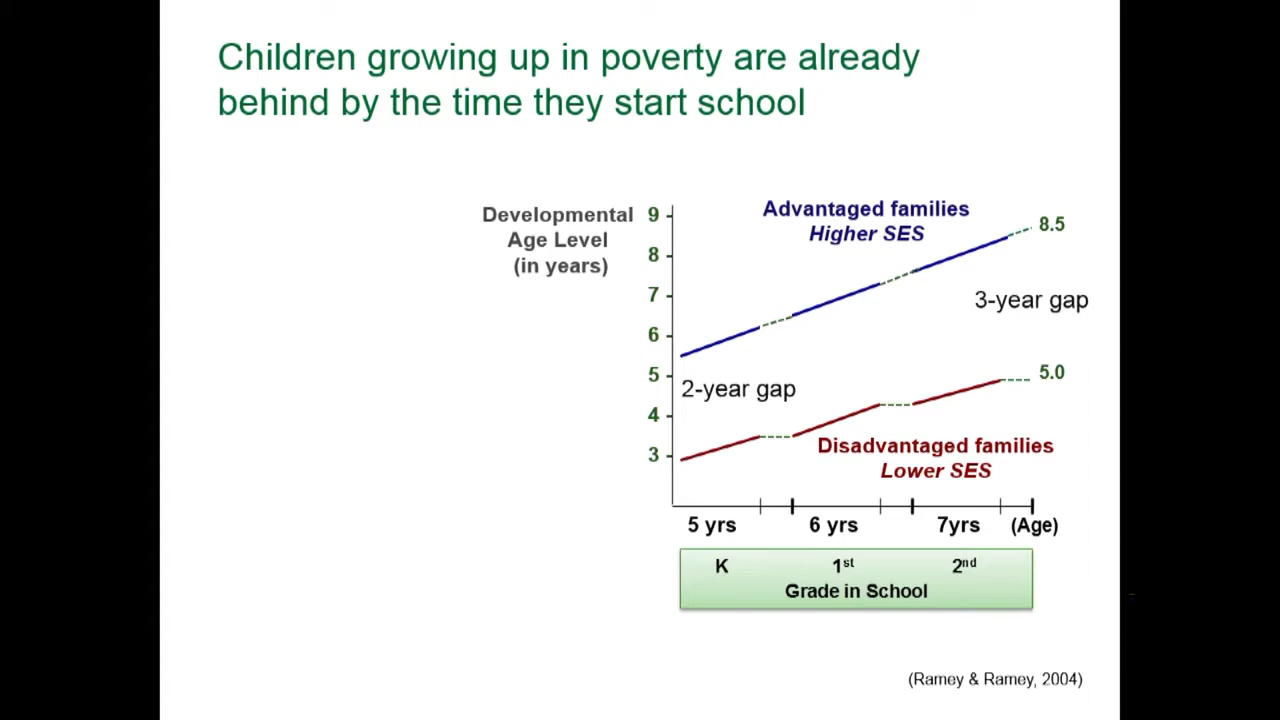 Children growing up in poverty are already
behind by the time they start school
Developmental
Age Level
(in years)
9
8
7
6
5
4
3
Advantaged families
Higher SES
8.5
3-year gap
2-year gap
5.0
Disadvantaged families
Lower SES
5 yrs 6 yrs 7yrs (Age)
K 1st 2nd
Grade in School
(Ramey & Ramey, 2004)